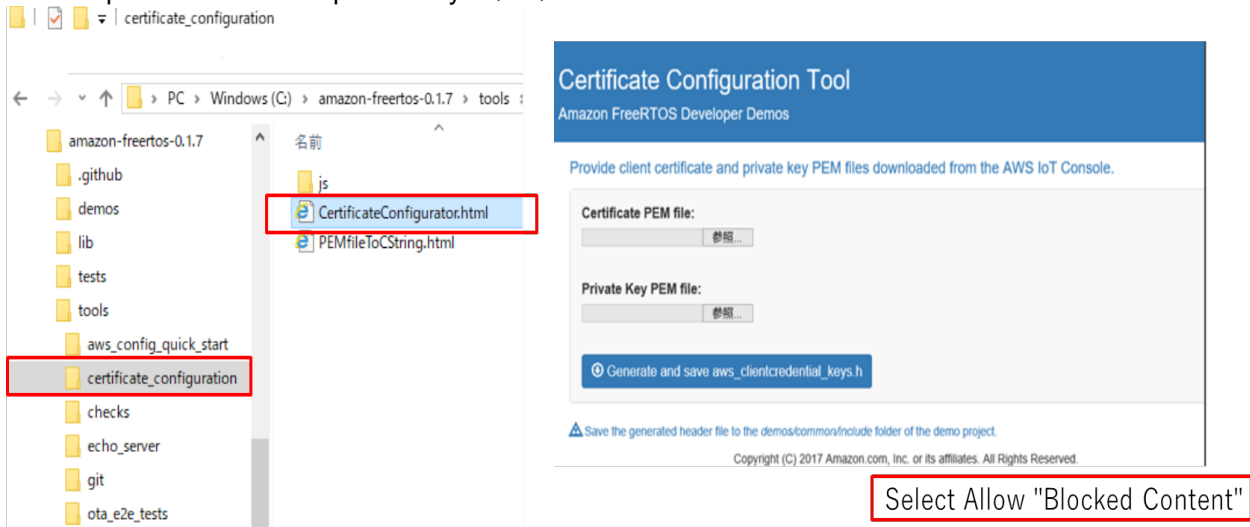 certificate_configuration
PC > Windows (C:) > amazon-freertos-0.1.7 > tools >
amazon-freertos-0.1.7
.github
demos
lib
tests
tools
aws_config_quick_start
certificate_configuration
checks
echo_server
git
ota_e2e_tests
名前
js
CertificateConfigurator.html
PEMfileToCString.html
Certificate Configuration Tool
Amazon FreeRTOS Developer Demos
Provide client certificate and private key PEM files downloaded from the AWS IoT Console.
Certificate PEM file:
参照...
Private Key PEM file:
参照...
Generate and save aws_clientcredential_keys.h
Save the generated header file to the demos/common/include folder of the demo project.
Copyright (C) 2017 Amazon.com, Inc. or its affiliates. All Rights Reserved.
Select Allow "Blocked Content"